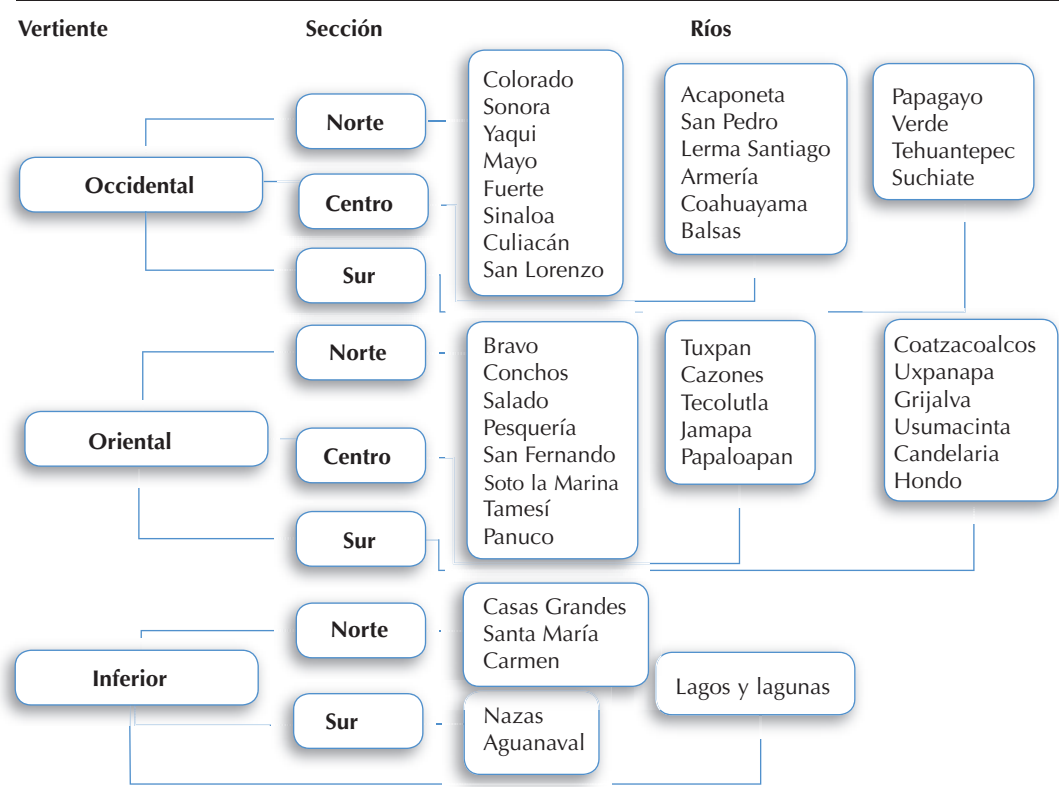 Vertiente
Sección
Ríos
Occidental
Norte
Colorado
Sonora
Yaqui
Mayo
Fuerte
Sinaloa
Culiacán
San Lorenzo
Centro
Acaponeta
San Pedro
Lerma Santiago
Armería
Coahuayama
Balsas
Sur
Papagayo
Verde
Tehuantepec
Suchiate
Oriental
Norte
Bravo
Conchos
Salado
Pesquería
San Fernando
Soto la Marina
Tamesí
Panuco
Centro
Tuxpan
Cazones
Tecolutla
Jamapa
Papaloapan
Sur
Coatzacoalcos
Uxpanapa
Grijalva
Usumacinta
Candelaria
Hondo
Inferior
Norte
Casas Grandes
Santa María
Carmen
Sur
Nazas
Aguanaval
Lagos y lagunas